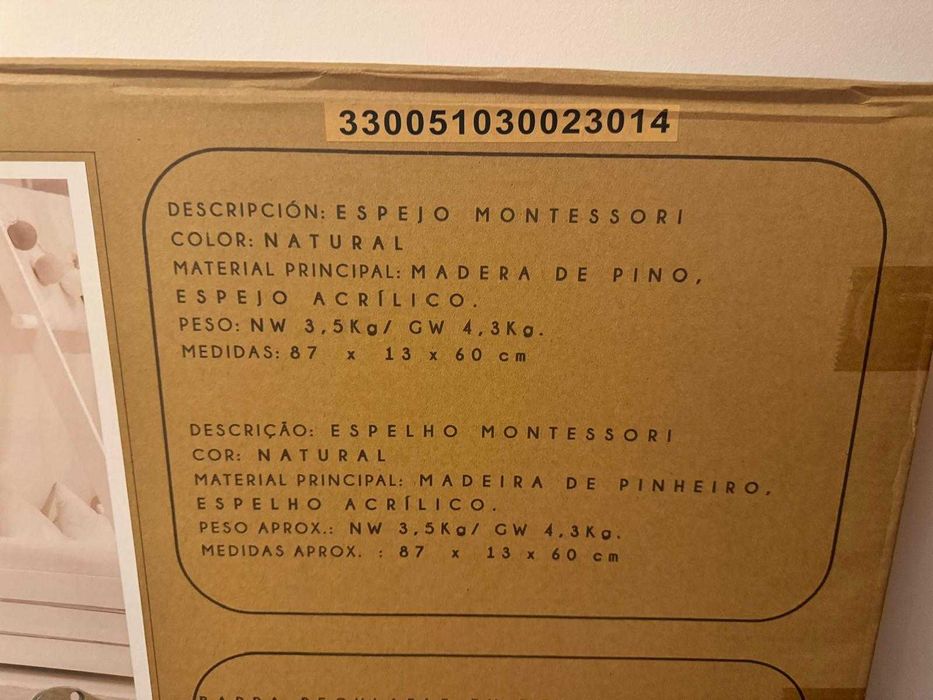 330051030023014
DESCRIPCIÓN: ESPEJO MONTESSORI
COLOR: NATURAL
MATERIAL PRINCIPAL: MADERA DE PINO,
ESPEJO ACRÍLICO.
PESO: NW 3,5Kg/ GW 4,3Kg.
MEDIDAS: 87 x 13 x 60 cm
DESCRIÇÃO: ESPELHO MONTESSORI
COR: NATURAL
MATERIAL PRINCIPAL: MADEIRA DE PINHEIRO,
ESPELHO ACRÍLICO.
PESO APROX.: NW 3,5Kg/ GW 4,3Kg.
MEDIDAS APROX. : 87 x 13 x 60 cm